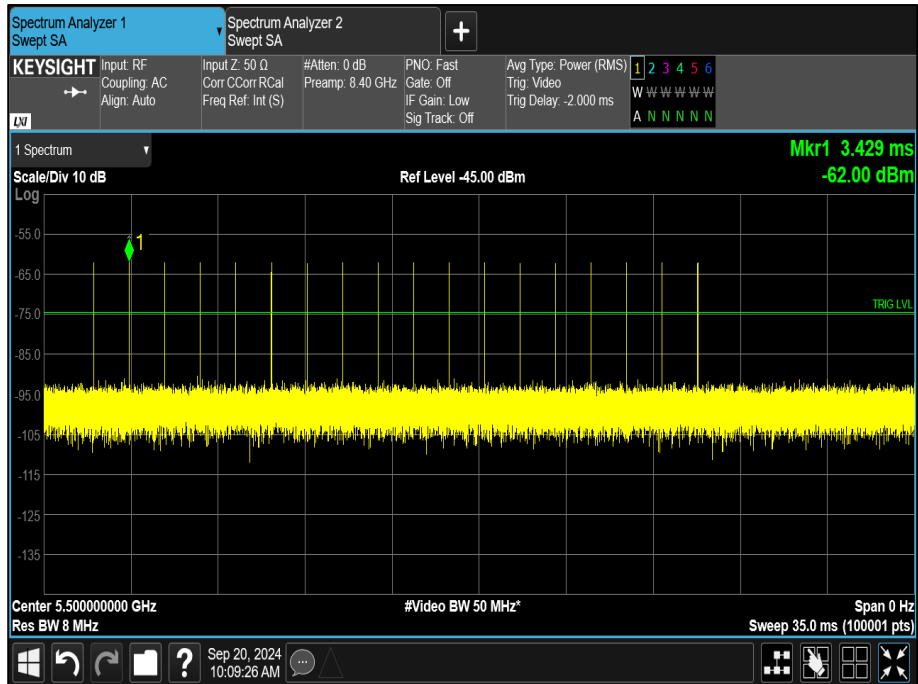 Spectrum Analyzer 1
Swept SA
Spectrum Analyzer 2
Swept SA
+
KEYSIGHT
LXI
Input: RF
Coupling: AC
Align: Auto
Input Z: 50 Ω
Corr CCorr RCal
Freq Ref: Int (S)
#Atten: 0 dB
Preamp: 8.40 GHz
PNO: Fast
Gate: Off
IF Gain: Low
Sig Track: Off
Avg Type: Power (RMS)
Trig: Video
Trig Delay: -2.000 ms
1 2 3 4 5 6
W W W W W W
A N N N N N
1 Spectrum
Mkr1 3.429 ms
-62.00 dBm
Scale/Div 10 dB
Ref Level -45.00 dBm
Log
1
-55.0
-65.0
TRIG LVL
-75.0
-85.0
-95.0
-105
-115
-125
-135
Center 5.500000000 GHz
#Video BW 50 MHz*
Span 0 Hz
Res BW 8 MHz
Sweep 35.0 ms (100001 pts)
?
Sep 20, 2024
10:09:26 AM